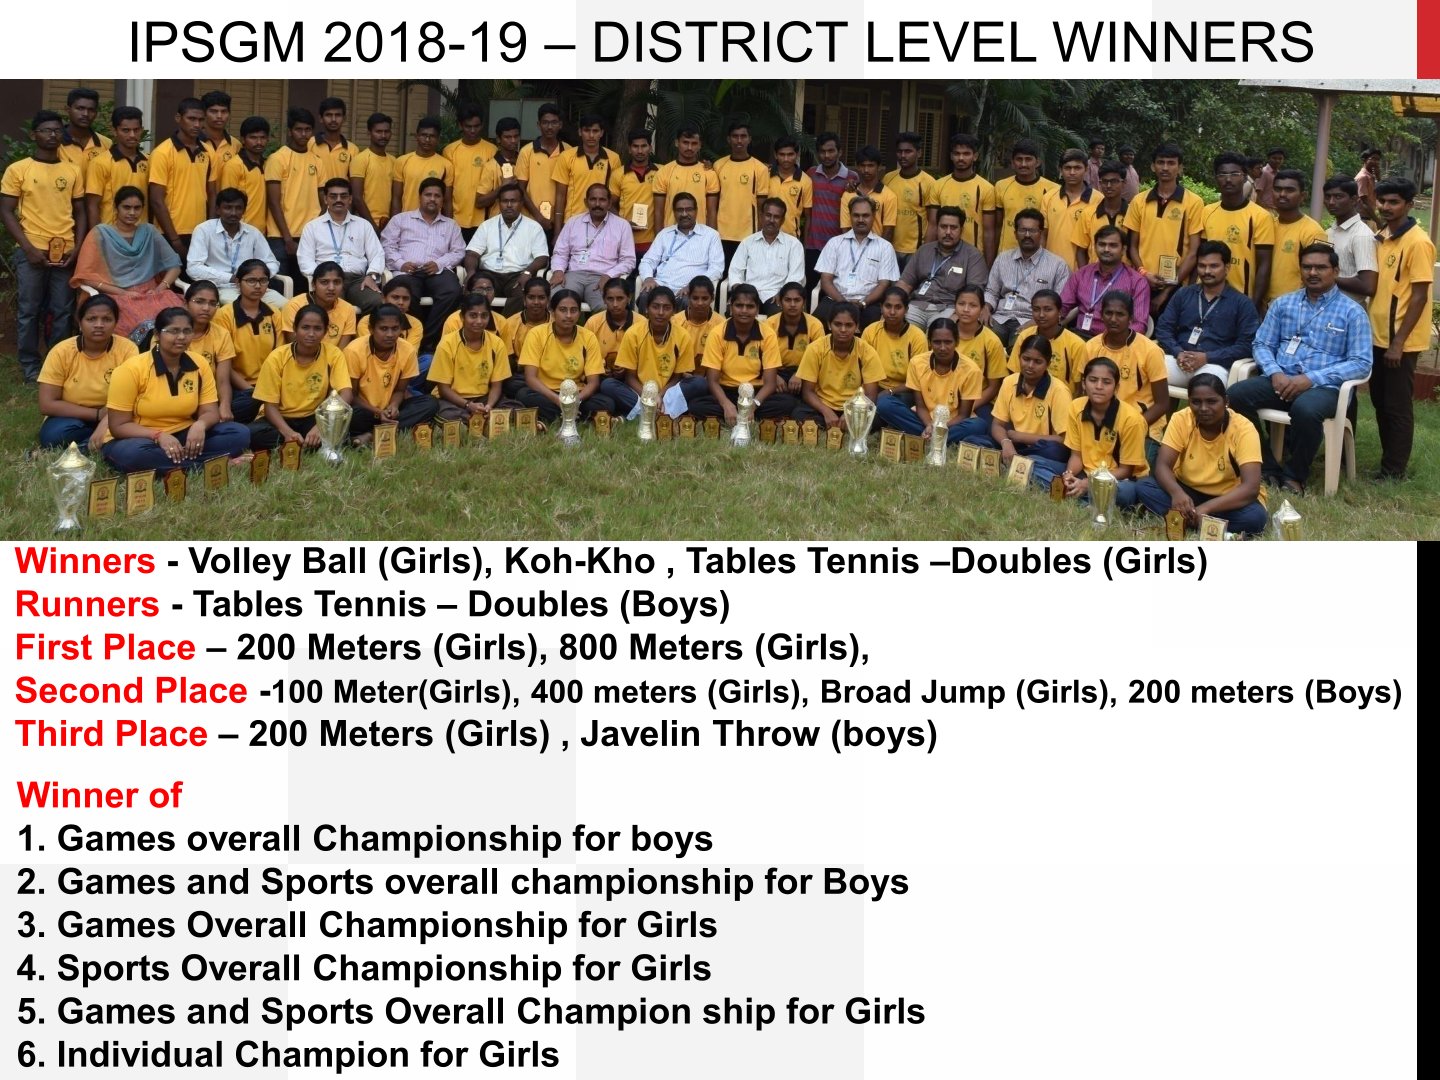 IPSGM 2018-19 – DISTRICT LEVEL WINNERS
Winners - Volley Ball (Girls), Koh-Kho , Tables Tennis –Doubles (Girls)
Runners - Tables Tennis – Doubles (Boys)
First Place – 200 Meters (Girls), 800 Meters (Girls),
Second Place -100 Meter(Girls), 400 meters (Girls), Broad Jump (Girls), 200 meters (Boys)
Third Place – 200 Meters (Girls) , Javelin Throw (boys)
Winner of
1. Games overall Championship for boys
2. Games and Sports overall championship for Boys
3. Games Overall Championship for Girls
4. Sports Overall Championship for Girls
5. Games and Sports Overall Champion ship for Girls
6. Individual Champion for Girls